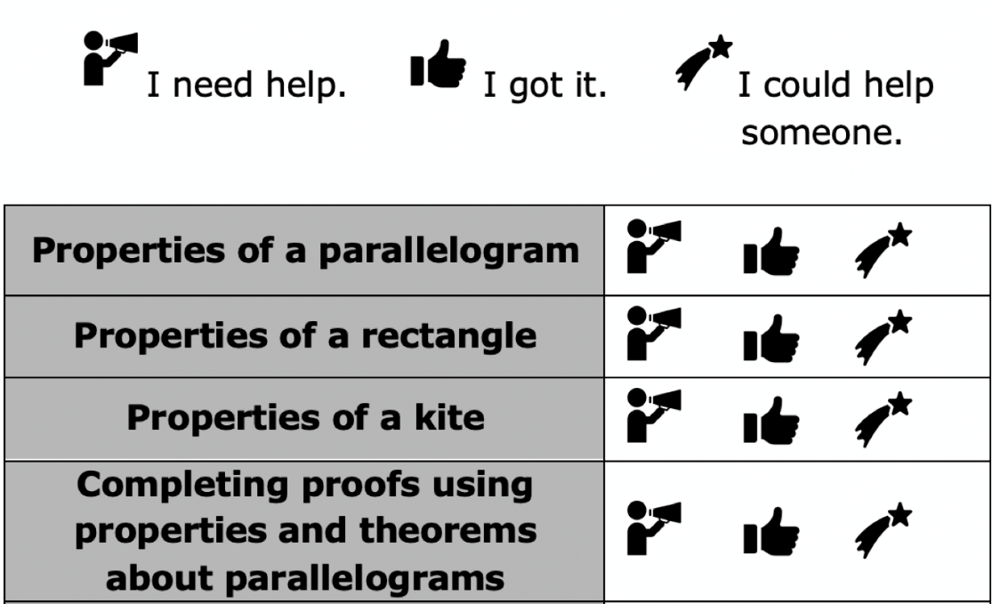 I need help.
I got it.
I could help
someone.
Properties of a parallelogram
Properties of a rectangle
Properties of a kite
Completing proofs using
properties and theorems
about parallelograms